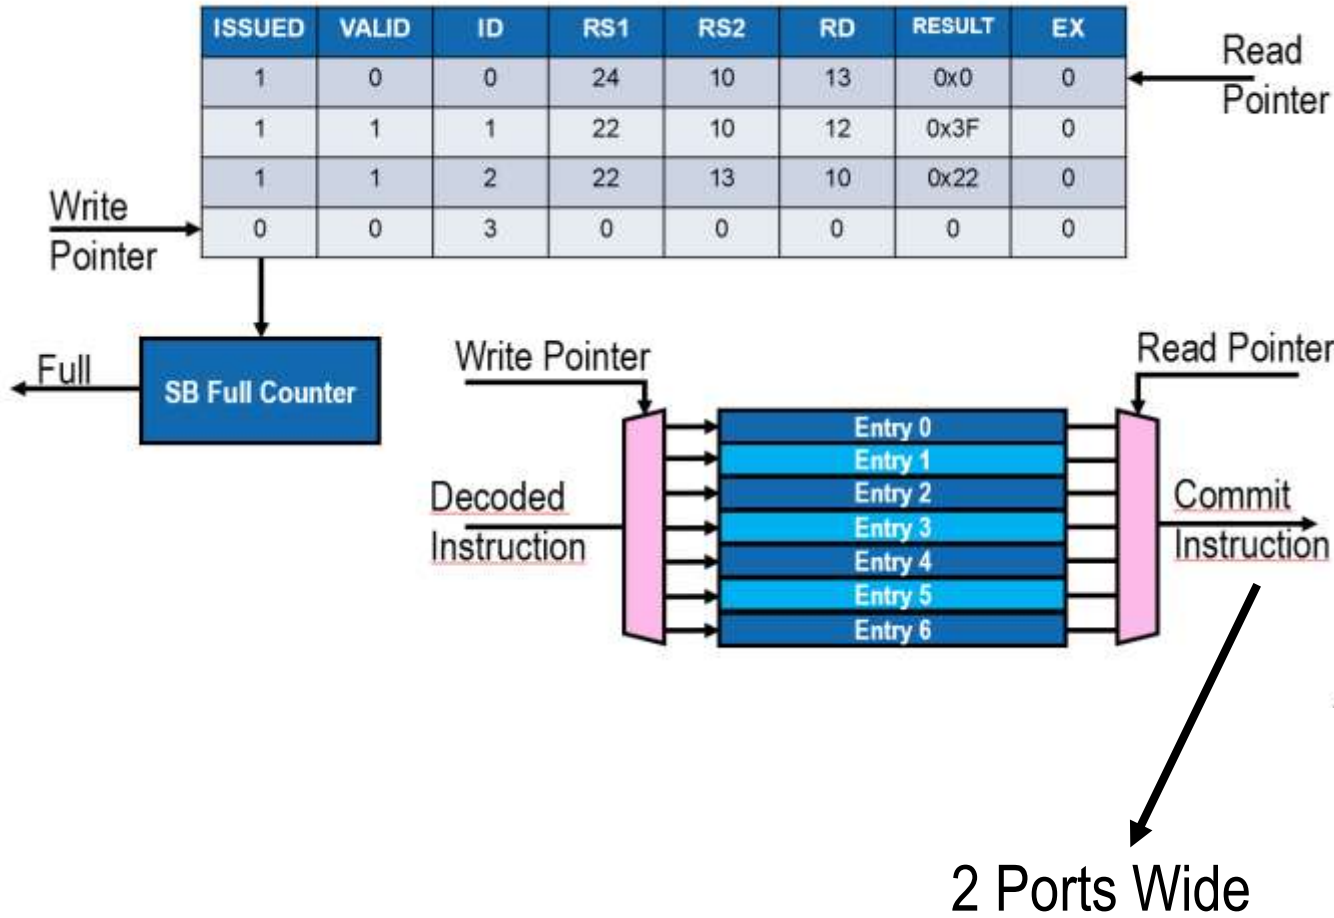 ISSUED VALID ID RS1 RS2 RD RESULT EX
1 0 0 24 10 13 0x0 0
1 1 1 22 10 12 0x3F 0
1 1 2 22 13 10 0x22 0
0 0 3 0 0 0 0 0
Read
Pointer
Write
Pointer
Full
SB Full Counter
Write Pointer
Read Pointer
Decoded
Instruction
Entry 0
Entry 1
Entry 2
Entry 3
Entry 4
Entry 5
Entry 6
Commit
Instruction
2 Ports Wide